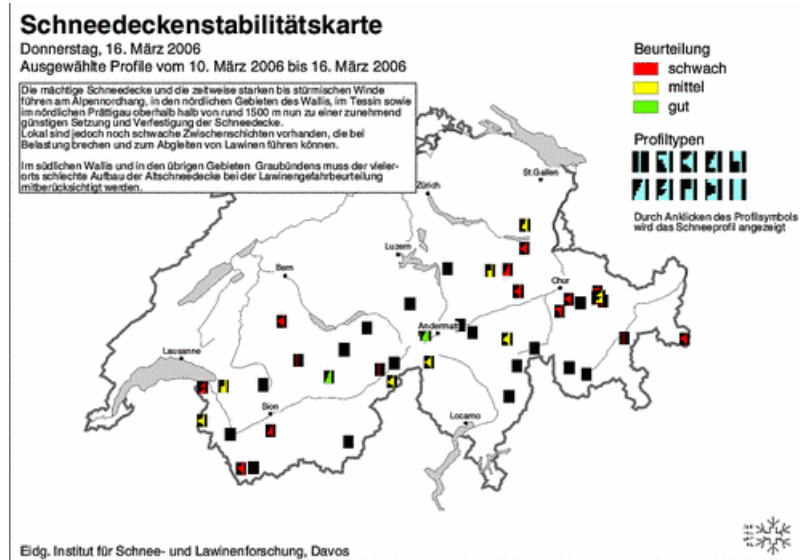 Schneedeckenstabilitätskarte
Donnerstag, 16. März 2006
Ausgewählte Profile vom 10. März 2006 bis 16. März 2006
Die mächtige Schneedecke und die zeitweise starken bis stürmischen Winde
führen am Alpennordhang, in den nördlichen Gebieten des Wallis, im Tessin sowie
im nördlichen Prättigau oberhalb halb von rund 1500 m nun zu einer zunehmend
günstigen Setzung und Verfestigung der Schneedecke.
Lokal sind jedoch noch schwache Zwischenschichten vorhanden, die bei
Belastung brechen und zum Abgleiten von Lawinen führen können.
Im südlichen Wallis und in den übrigen Gebieten Graubündens muss der vieler-
orts schlechte Aufbau der Altschneedecke bei der Lawinengefahrbeurteilung
mitberücksichtigt werden.
Beurteilung
schwach
mittel
gut
Profiltypen
Durch Anklicken des Profilsymbols
wird das Schneeprofil angezeigt
St.Gallen
Zürich
Luzern
Bern
Chur
Andermatt
Lausanne
Sion
Locarno
Eidg. Institut für Schnee- und Lawinenforschung, Davos